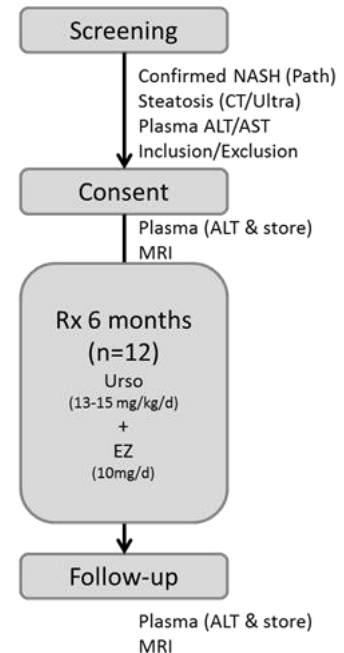 Screening
Confirmed NASH (Path)
Steatosis (CT/Ultra)
Plasma ALT/AST
Inclusion/Exclusion
Consent
Plasma (ALT & store)
MRI
Rx 6 months
(n=12)
Urso
(13-15 mg/kg/d)
+
EZ
(10mg/d)
Follow-up
Plasma (ALT & store)
MRI